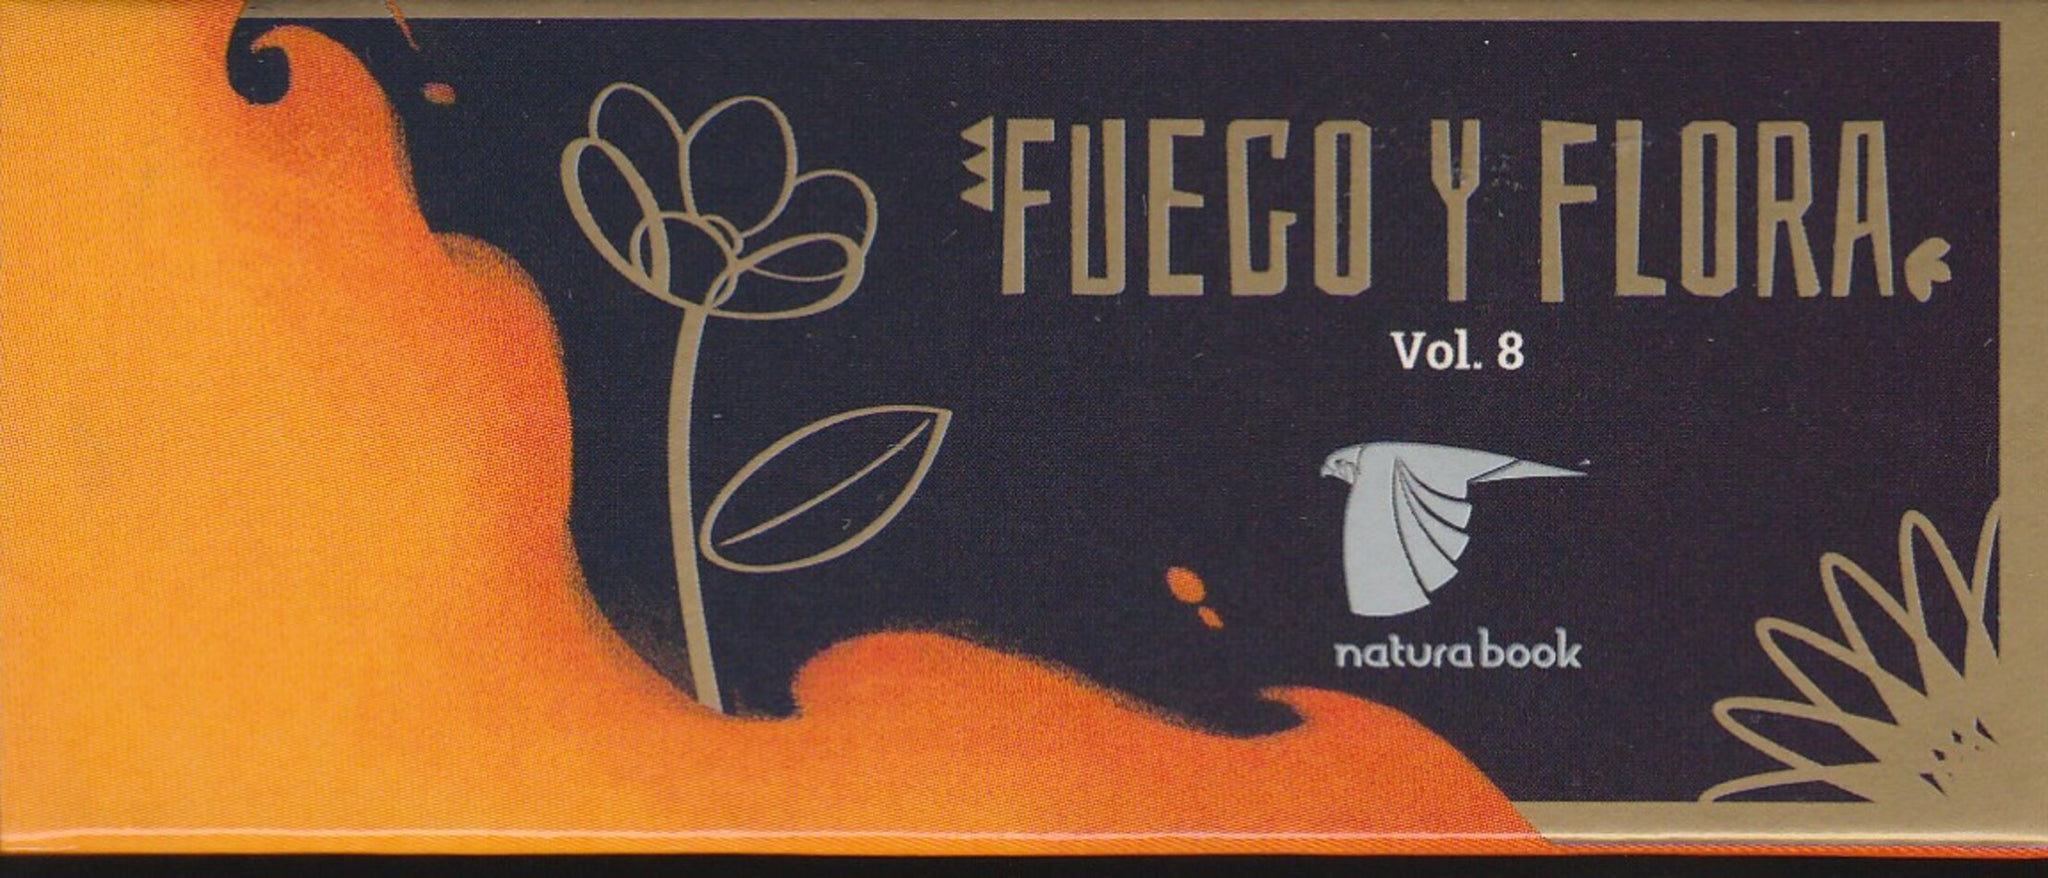 FUEGO Y FLORA
Vol. 8
naturabook